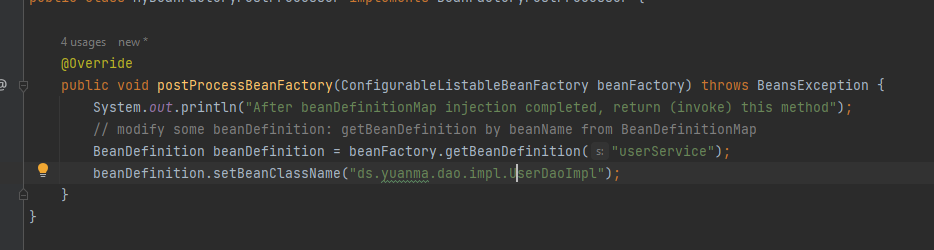 public class MyBeanFactoryPostProcessor implements BeanFactoryPostProcessor {
4 usages new *
@Override
@ public void postProcessBeanFactory(ConfigurableListableBeanFactory beanFactory) throws BeansException {
System.out.println("After beanDefinitionMap injection completed, return (invoke) this method");
// modify some beanDefinition: getBeanDefinition by beanName from BeanDefinitionMap
BeanDefinition beanDefinition = beanFactory.getBeanDefinition( s: "userService");
beanDefinition.setBeanClassName("ds.yuanma.dao.impl.UserDaoImpl");
}
}